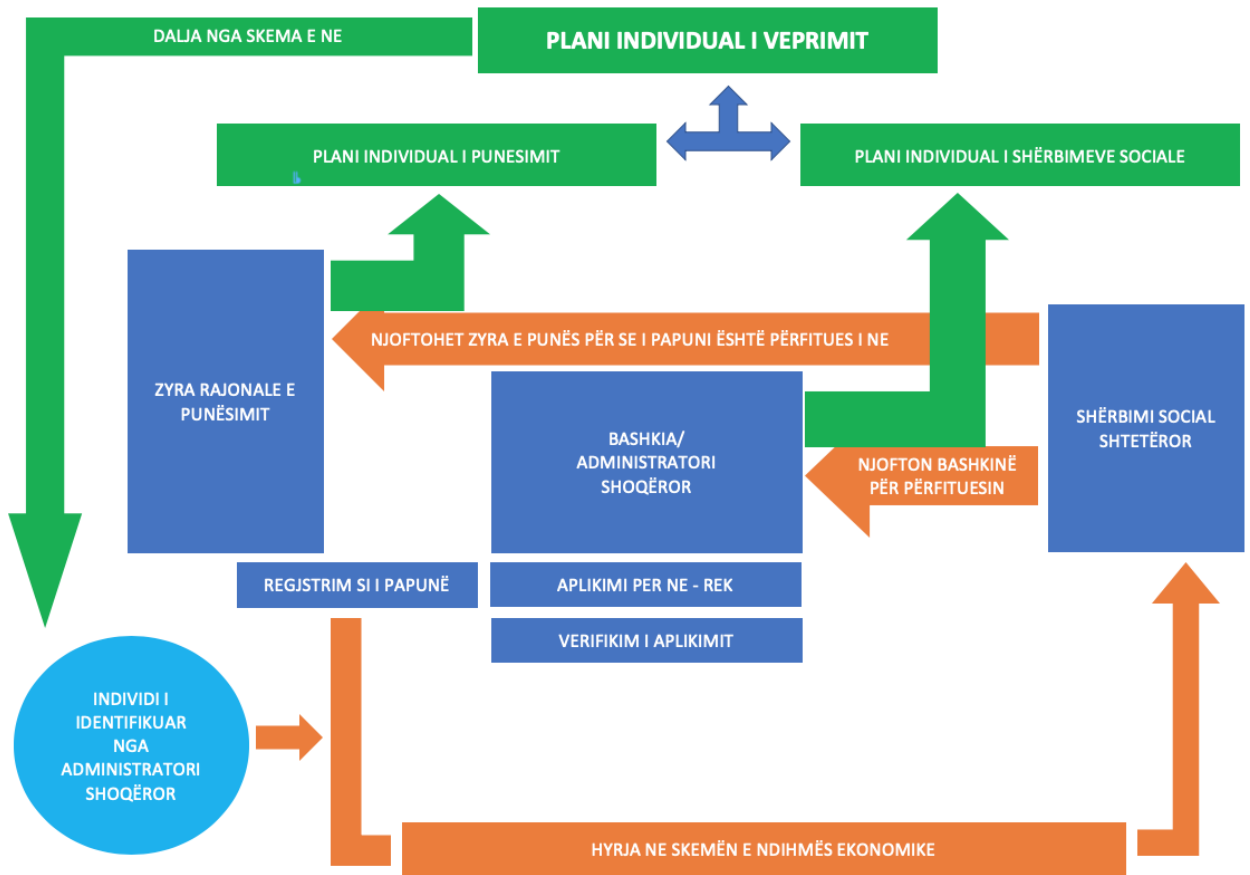 DALJA NGA SKEMA E NE
PLANI INDIVIDUAL I VEPRIMIT
PLANI INDIVIDUAL I PUNESIMIT
PLANI INDIVIDUAL I SHËRBIMEVE SOCIALE
NJOFTOHET ZYRA E PUNËS PËR SE I PAPUNI ËSHTË PËRFITUES I NE
ZYRA RAJONALE E
PUNËSIMIT
BASHKIA/
ADMINISTRATORI
SHOQËROR
SHËRBIMI SOCIAL
SHTETËROR
NJOFTON BASHKINË
PËR PËRFITUESIN
REGJSTRIM SI I PAPUNË
APLIKIMI PER NE - REK
VERIFIKIM I APLIKIMIT
INDIVIDI I
IDENTIFIKUAR
NGA
ADMINISTRATORI
SHOQËROR
HYRJA NE SKEMËN E NDIHMËS EKONOMIKE